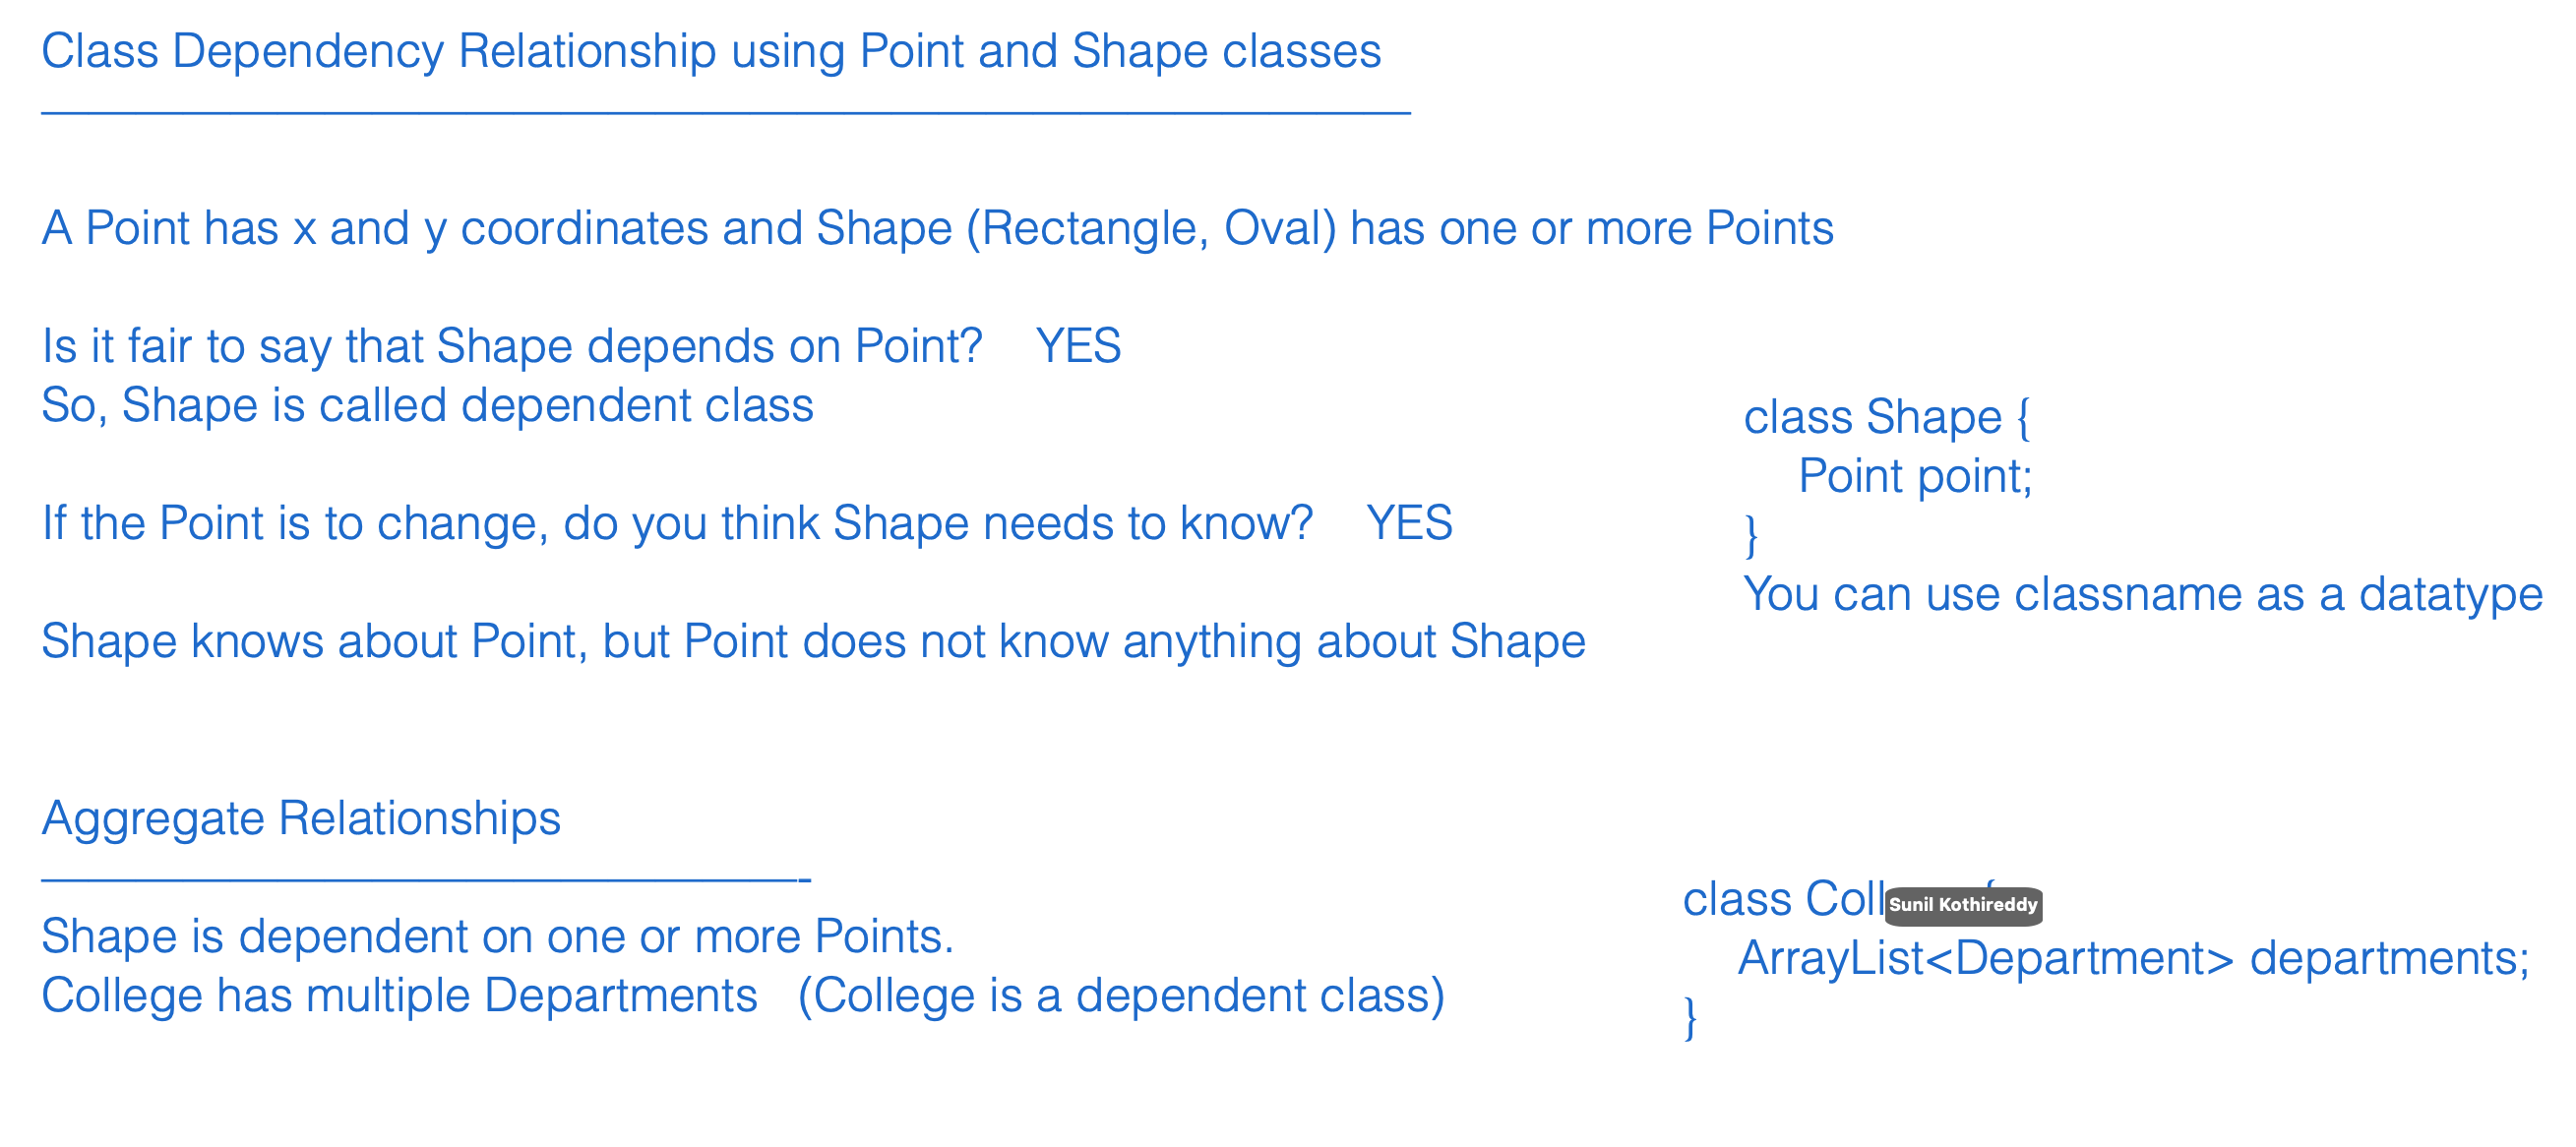 Class Dependency Relationship using Point and Shape classes
A Point has x and y coordinates and Shape (Rectangle, Oval) has one or more Points
Is it fair to say that Shape depends on Point? YES
So, Shape is called dependent class
If the Point is to change, do you think Shape needs to know? YES
Shape knows about Point, but Point does not know anything about Shape
class Shape {
Point point;
}
You can use classname as a datatype
Aggregate Relationships
Shape is dependent on one or more Points.
College has multiple Departments (College is a dependent class)
class {
Sunil Kothireddy
ArrayList<Department> departments;
}